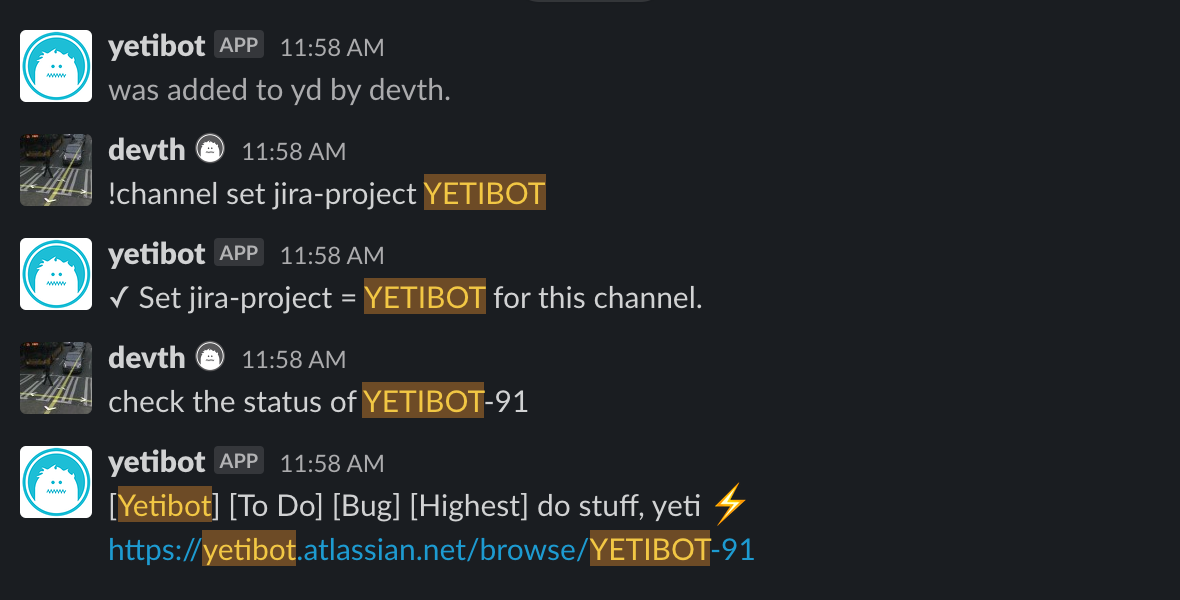 yetibot APP 11:58 AM
was added to yd by devth.
devth 11:58 AM
!channel set jira-project YETIBOT
yetibot APP 11:58 AM
✓ Set jira-project = YETIBOT for this channel.
devth 11:58 AM
check the status of YETIBOT-91
yetibot APP 11:58 AM
[Yetibot] [To Do] [Bug] [Highest] do stuff, yeti ⚡
https://yetibot.atlassian.net/browse/YETIBOT-91